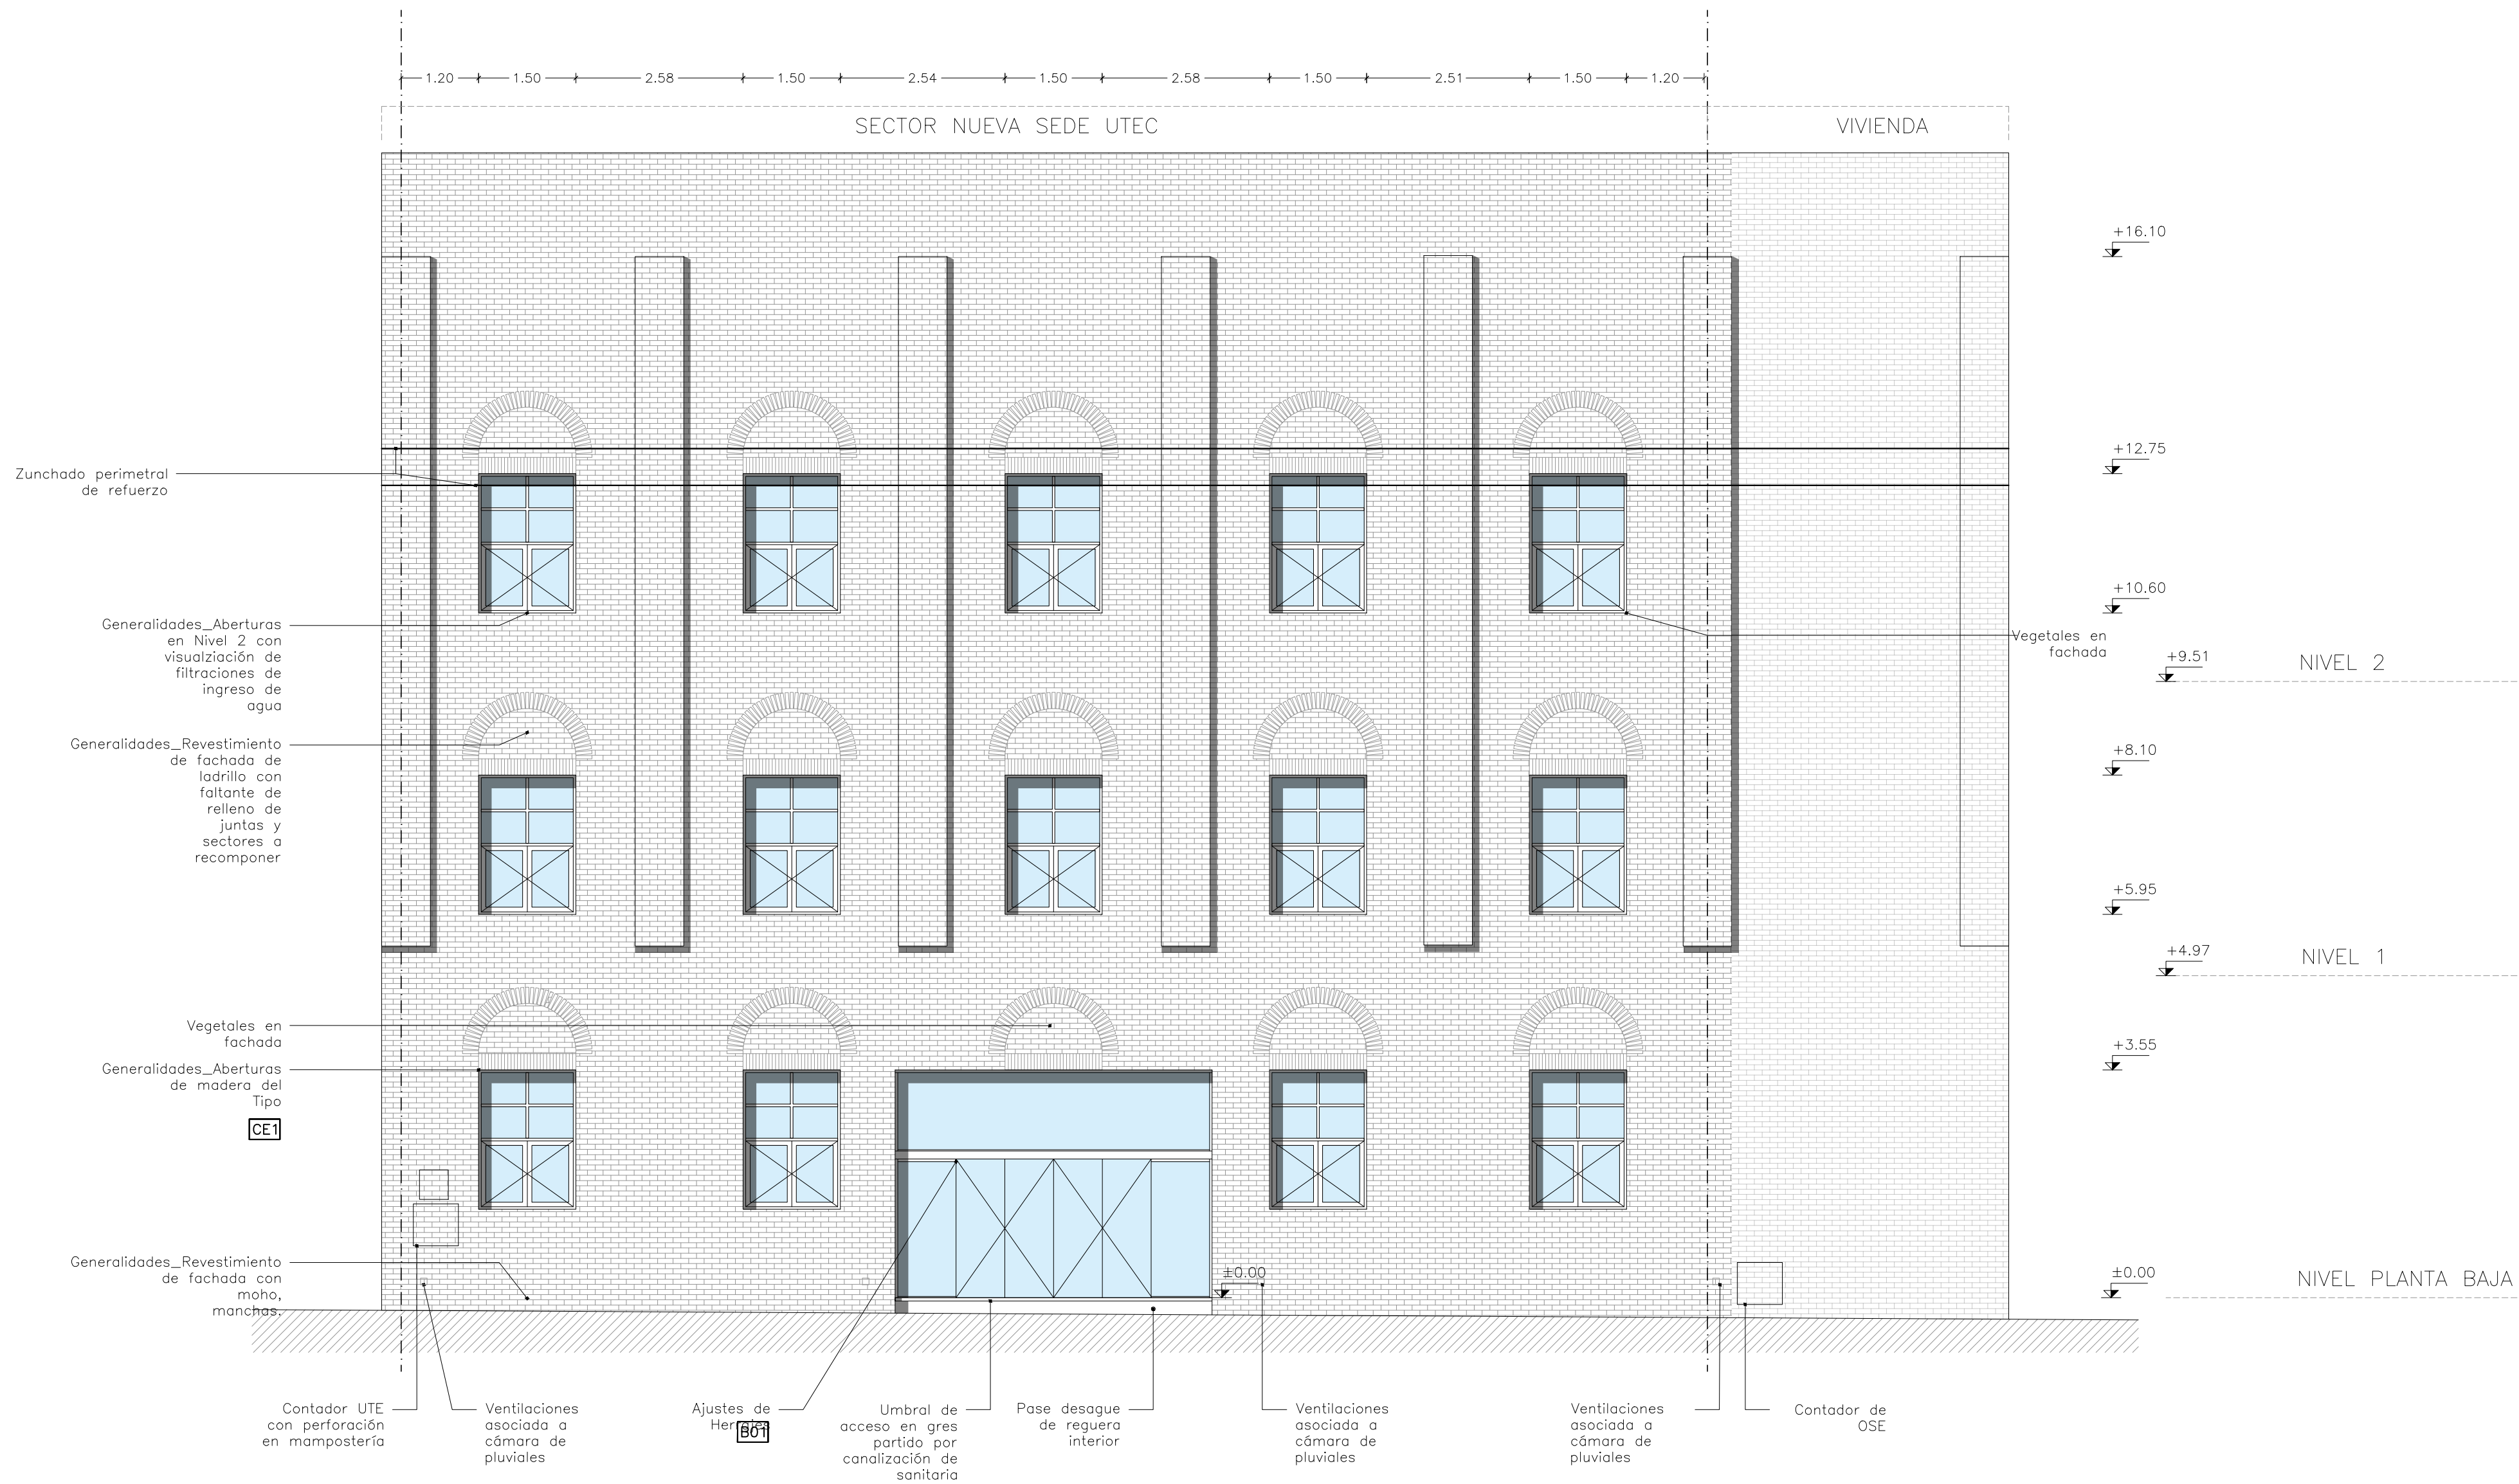 1.20 1.50 2.58 1.50 2.54 1.50 2.58 1.50 2.51 1.50 1.20
SECTOR NUEVA SEDE UTEC
VIVIENDA
+16.10
+12.75
Zunchado perimetral
de refuerzo
+10.60
Generalidades_Aberturas
en Nivel 2 con
visualziación de
filtraciones de
ingreso de
agua
Vegetales en
fachada
+9.51
NIVEL 2
Generalidades_Revestimiento
de fachada de
ladrillo con
faltante de
relleno de
juntas y
sectores a
recomponer
+8.10
+5.95
+4.97
NIVEL 1
Vegetales en
fachada
+3.55
Generalidades_Aberturas
de madera del
Tipo
CE1
Generalidades_Revestimiento
de fachada con
moho,
manchas.
±0.00
±0.00
NIVEL PLANTA BAJA
Contador UTE
con perforación
en mampostería
Ventilaciones
asociada a
cámara de
pluviales
Ajustes de
Herrajes
B01
Umbral de
acceso en gres
partido por
canalización de
sanitaria
Pase desague
de reguera
interior
Ventilaciones
asociada a
cámara de
pluviales
Ventilaciones
asociada a
cámara de
pluviales
Contador de
OSE